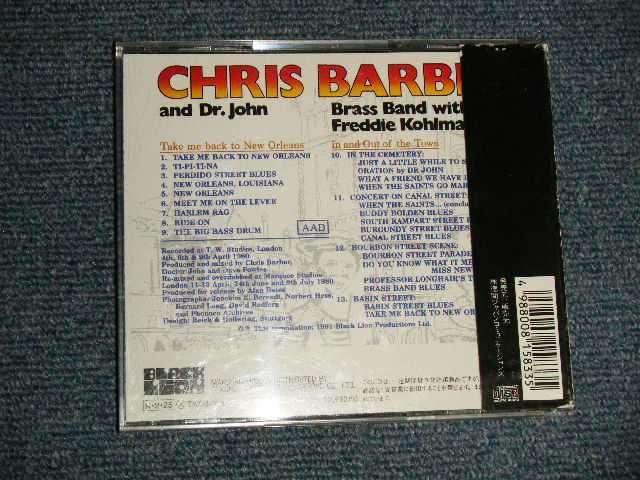 CHRIS BARBE
and Dr. John
Brass Band with
Freddie Kohlma
Take me back to New Orleans
1. TAKE ME BACK TO NEW ORLEANS
2. TI-PI-TI-NA
3. PERDIDO STREET BLUES
4. NEW ORLEANS, LOUISIANA
5. NEW ORLEANS
6. MEET ME ON THE LEVEE
7. HARLEM RAG
8. RIDE ON
9. THE BIG BASS DRUM
AAD
Recorded at T. W. Studios, London
4th, 8th & 9th April 1980
Produced and mixed by Chris Barber,
Doctor John and Dave Fowles
Re-mixed and overdubbed at Marquee Studios
London 11-13 April, 24th June and 8th July 1980
Produced for release by Alan Bates
Photographs: Joachim E. Berendt, Norbert Hess,
Bernard Long, David Redfern
and Phonoco Archives
Design: Reich & Hollering, Stuttgart
In and Out of the Town
10. IN THE CEMETERY:
JUST A LITTLE WHILE TO S
ORATION by DR JOHN
WHAT A FRIEND WE HAVE I
WHEN THE SAINTS GO MAR
11. CONCERT ON CANAL STREET:
WHEN THE SAINTS... (conclu
BUDDY BOLDEN BLUES
SOUTH RAMPART STREET P
BURGUNDY STREET BLUES
CANAL STREET BLUES
12. BOURBON STREET SCENE:
BOURBON STREET PARADE
DO YOU KNOW WHAT IT ME
MISS NEW
PROFESSOR LONGHAIR'S T
BRASS BAND BLUES
13. BASIN STREET:
BASIN STREET BLUES
TAKE ME BACK TO NEW OR
This compilation: 1991 Black Lion Productions Ltd.
BLACK
LION
DISTRIBUTED BY
CO. LTD.
4 988008 158335
COMPACT
disc